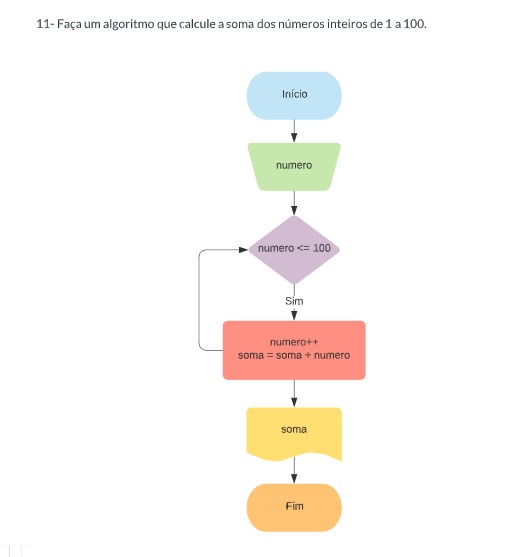 11- Faça um algoritmo que calcule a soma dos números inteiros de 1 a 100.
Início
numero
numero <= 100
Sim
numero++
soma = soma + numero
soma
Fim